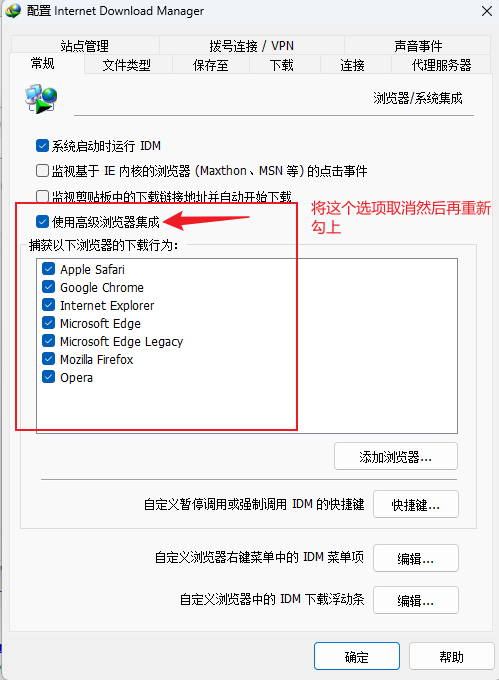 配置 Internet Download Manager
站点管理
拨号连接 / VPN
声音事件
常规
文件类型
保存至
下载
连接
代理服务器
浏览器/系统集成
系统启动时运行 IDM
监视基于 IE 内核的浏览器 (Maxthon、MSN 等) 的点击事件
监视剪贴板中的下载链接地址并自动开始下载
使用高级浏览器集成
将这个选项取消然后再重新
勾上
捕获以下浏览器的下载行为:
Apple Safari
Google Chrome
Internet Explorer
Microsoft Edge
Microsoft Edge Legacy
Mozilla Firefox
Opera
添加浏览器...
自定义暂停调用或强制调用 IDM 的快捷键
快捷键...
自定义浏览器右键菜单中的 IDM 菜单项
编辑...
自定义浏览器中的 IDM 下载浮动条
编辑...
确定
帮助